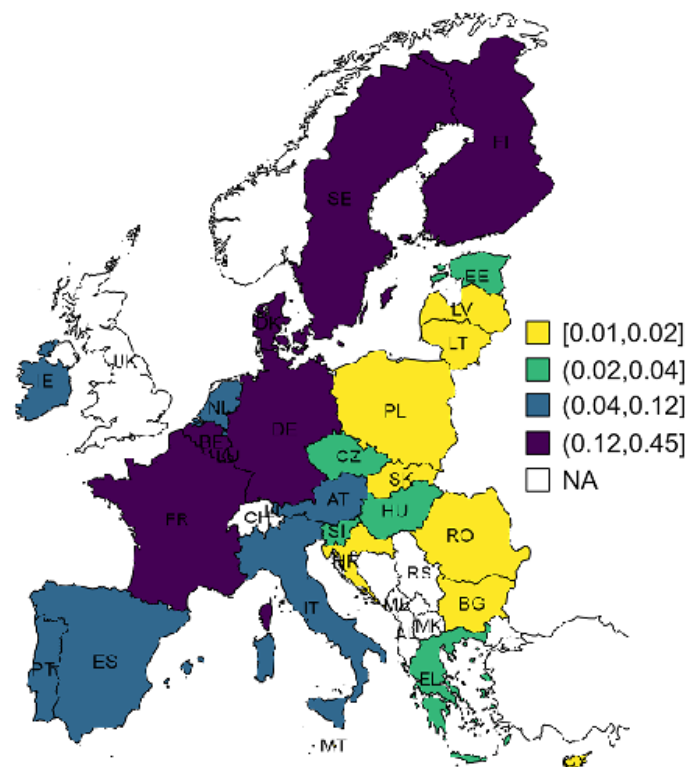 FI
SE
EE
LV
DK
LT
[0.01,0.02]
UK
(0.02,0.04]
IE
NL
PL
(0.04,0.12]
DE
BE
(0.12,0.45]
LU
CZ
SK
NA
AT
HU
FR
CH
SI
RO
HR
RS
ME
BG
IT
MK
AL
ES
PT
EL
MT